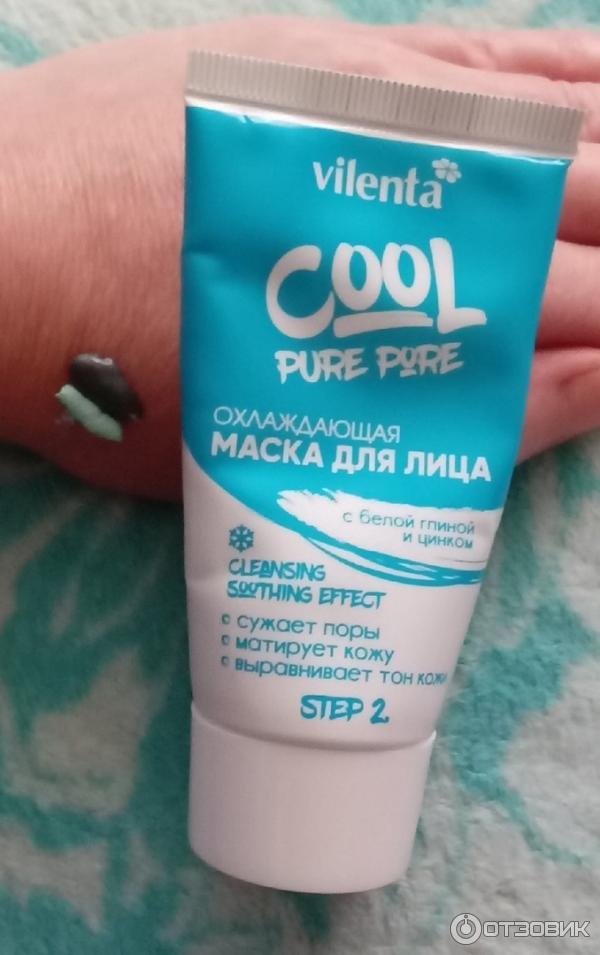 vilenta
COOL
PURE PORE
ОХЛАЖДАЮЩАЯ
МАСКА ДЛЯ ЛИЦА
с белой глиной
и цинком
CLEANSING
SOOTHING EFFECT
сужает поры
матирует кожу
выравнивает тон кожи
STEP 2.
ОТЗОВИК